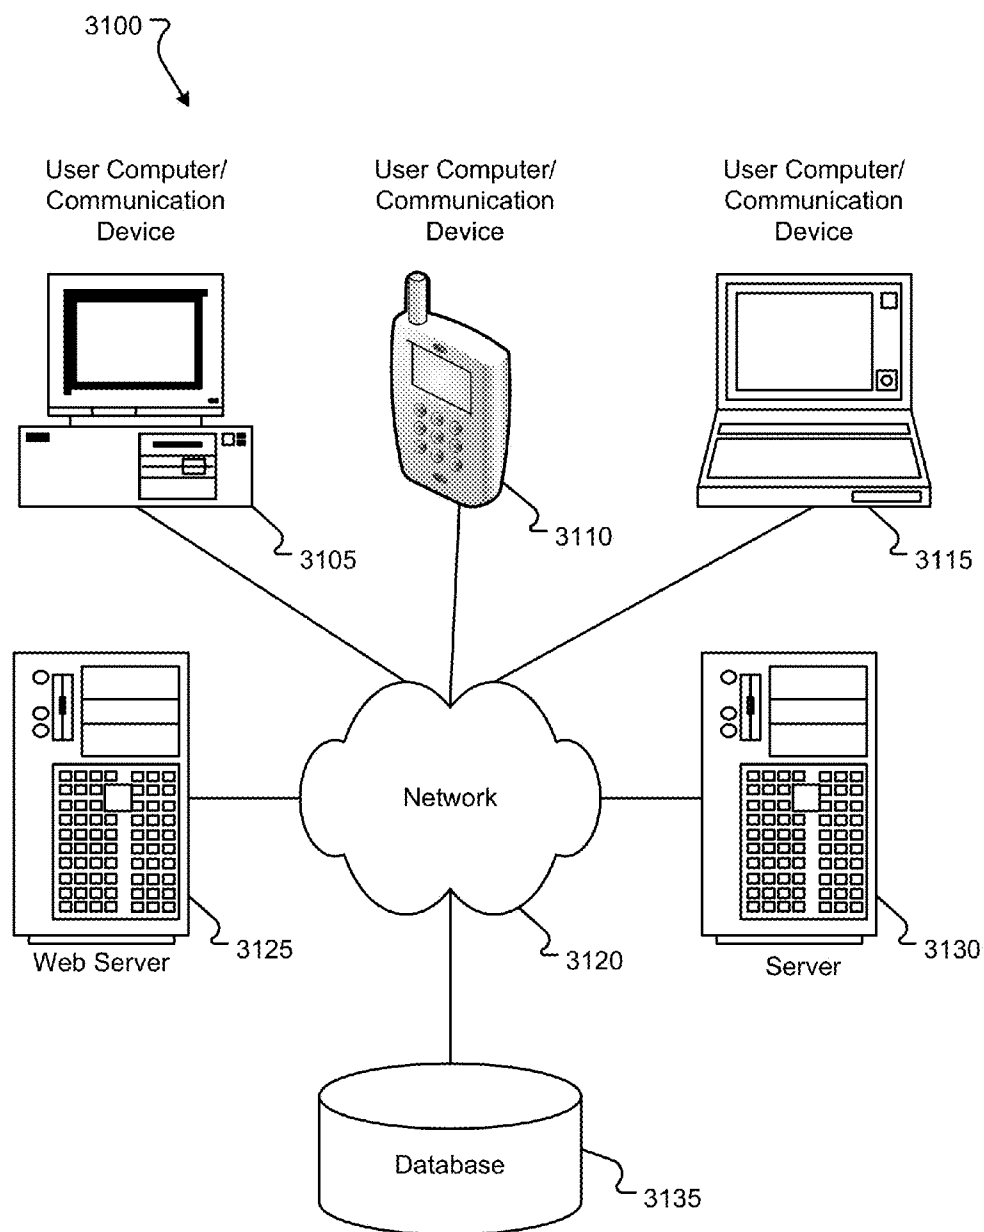 3100
User Computer/
Communication
Device
User Computer/
Communication
Device
User Computer/
Communication
Device
3105
3110
3115
Network
3125
Web Server
3120
3130
Server
Database
3135